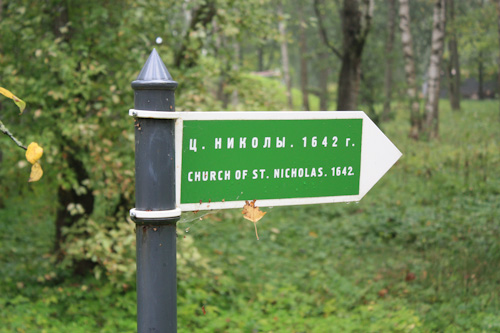 Ц. НИКОЛЫ. 1642 г.
CHURCH OF ST. NICHOLAS. 1642.